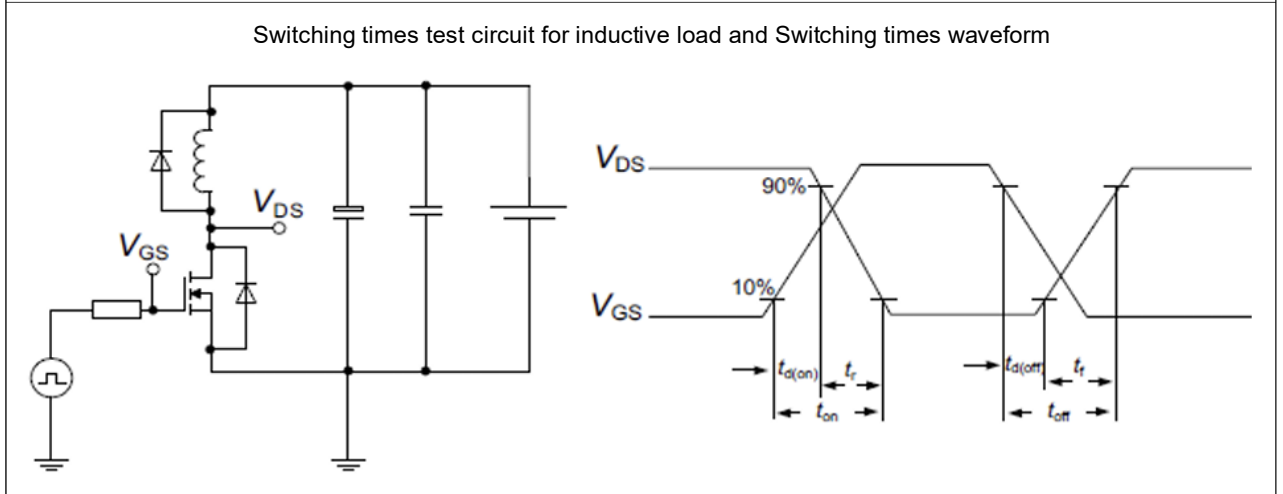 Switching times test circuit for inductive load and Switching times waveform
VDS
VGS
VDS
90%
10%
VGS
td(on)
tr
td(off)
tf
ton
toff